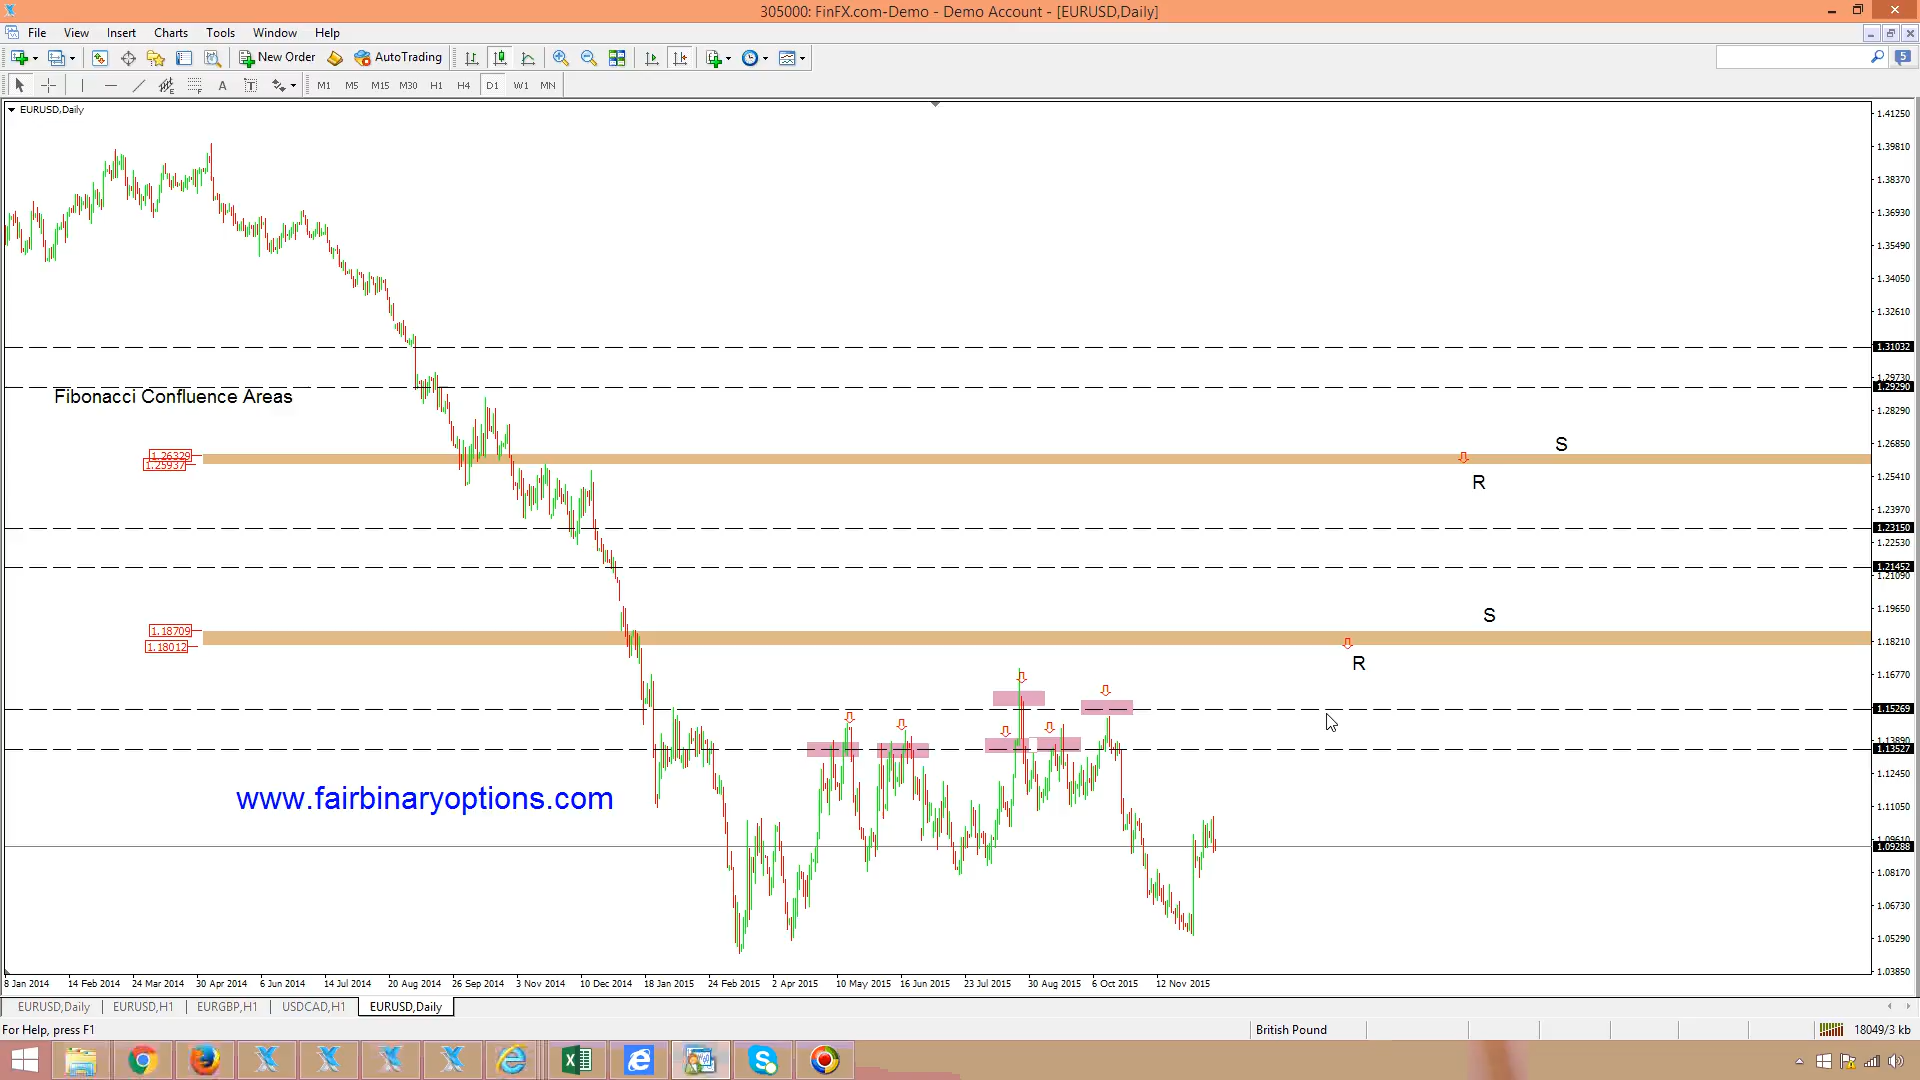 305000: FinFX.com-Demo - Demo Account - [EURUSD,Daily]
File View Insert Charts Tools Window Help
New Order AutoTrading
5
A T M1 M5 M15 M30 H1 H4 D1 W1 MN
EURUSD,Daily
1.41250
1.39810
1.38370
1.36930
1.35490
1.34050
1.32610
1.31032
1.29730
1.29290
Fibonacci Confluence Areas
1.28290
S
1.26850
1.26329
1.25937
R
1.25410
1.23970
1.23150
1.22530
1.21452
1.21090
1.19650
S
1.18709
1.18210
1.18012
R
1.16770
1.15269
1.13890
1.13527
1.12450
www.fairbinaryoptions.com
1.11050
1.09610
1.09288
1.08170
1.06730
1.05290
1.03850
8 Jan 2014 14 Feb 2014 24 Mar 2014 30 Apr 2014 6 Jun 2014 14 Jul 2014 20 Aug 2014 26 Sep 2014 3 Nov 2014 10 Dec 2014 18 Jan 2015 24 Feb 2015 2 Apr 2015 10 May 2015 16 Jun 2015 23 Jul 2015 30 Aug 2015 6 Oct 2015 12 Nov 2015
EURUSD,Daily EURUSD,H1 EURGBP,H1 USDCAD,H1 EURUSD,Daily
For Help, press F1 British Pound 18049/3 kb